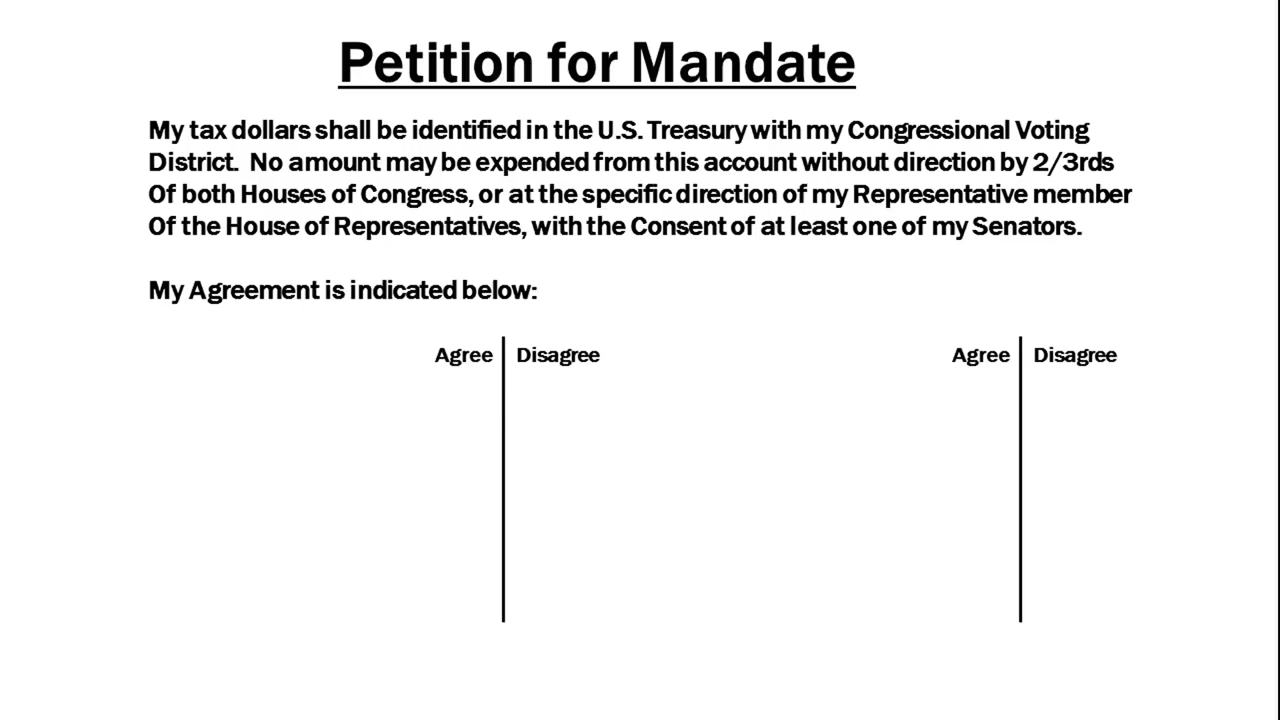 Petition for Mandate
My tax dollars shall be identified in the U.S. Treasury with my Congressional Voting
District. No amount may be expended from this account without direction by 2/3rds
Of both Houses of Congress, or at the specific direction of my Representative member
Of the House of Representatives, with the Consent of at least one of my Senators.
My Agreement is indicated below:
Agree Disagree Agree Disagree